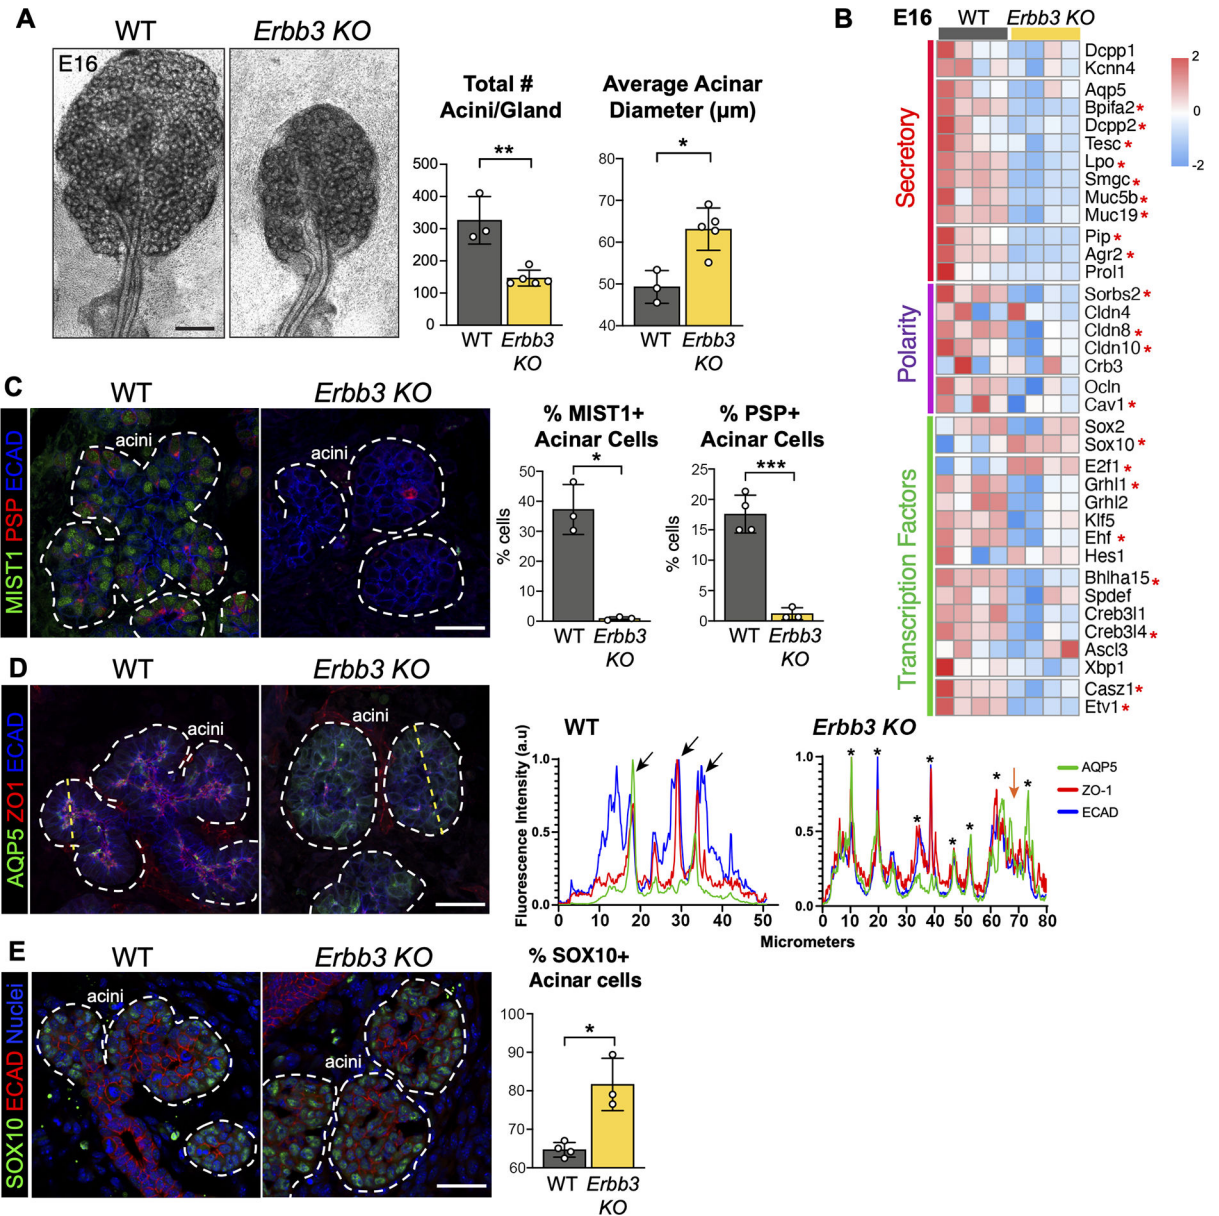 A
WT
Erbb3 KO
E16
Total #
Acini/Gland
**
500
400
300
200
100
0
WT
Erbb3
KO
Average Acinar
Diameter (μm)
*
80
70
60
50
40
WT
Erbb3
KO
B
E16
WT
Erbb3 KO
2
0
-2
Secretory
Dcpp1
Kcnn4
Aqp5
Bpifa2*
Dcpp2*
Tesc*
Lpo*
Smgc*
Muc5b*
Muc19*
Pip*
Agr2*
Prol1
Polarity
Sorbs2*
Cldn4
Cldn8*
Cldn10*
Crb3
Ocln
Cav1*
Transcription Factors
Sox2
Sox10*
E2f1*
Grhl1*
Grhl2
Klf5
Ehf*
Hes1
Bhlha15*
Spdef
Creb3l1
Creb3l4*
Ascl3
Xbp1
Casz1*
Etv1*
C
WT
Erbb3 KO
MIST1 PSP ECAD
acini
acini
% MIST1+
Acinar Cells
*
% cells
50
40
30
20
10
0
WT
Erbb3
KO
% PSP+
Acinar Cells
***
% cells
25
20
15
10
5
0
WT
Erbb3
KO
D
WT
Erbb3 KO
AQP5 ZO1 ECAD
acini
acini
WT
Fluorescence Intensity (a.u)
1.0
0.5
0.0
0 10 20 30 40 50
Erbb3 KO
1.0
0.5
0.0
* * * * * * * *
0 10 20 30 40 50 60 70 80
Micrometers
AQP5
ZO-1
ECAD
E
WT
Erbb3 KO
SOX10 ECAD Nuclei
acini
acini
% SOX10+
Acinar cells
*
100
90
80
70
60
WT
Erbb3
KO